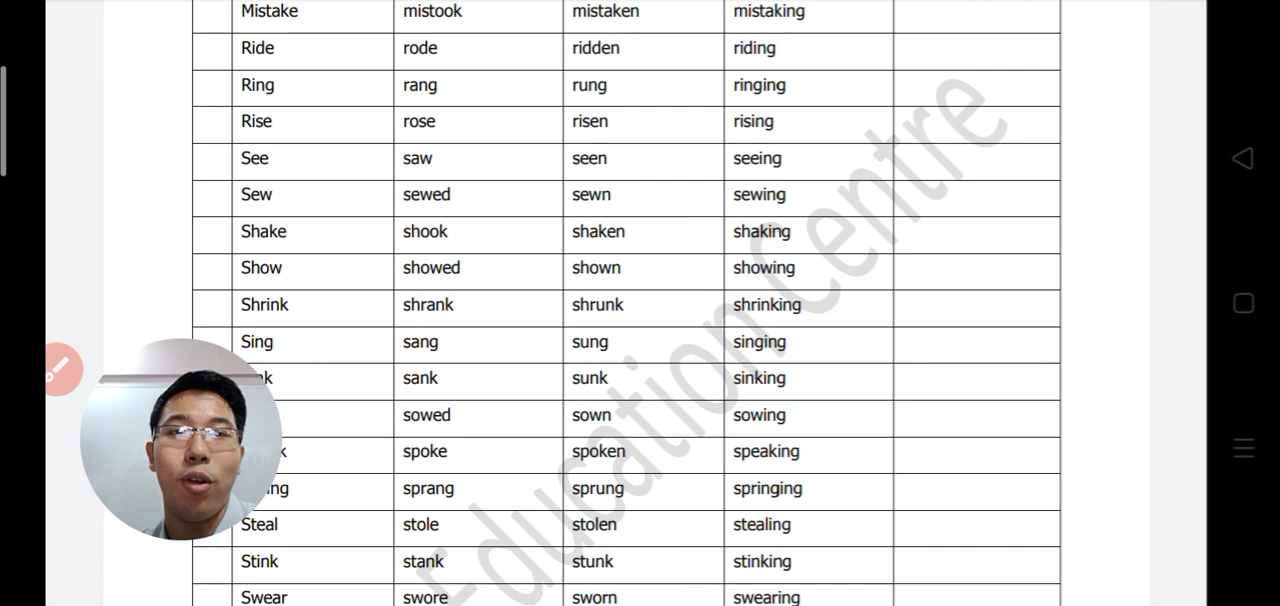 Mistake mistook mistaken mistaking
Ride rode ridden riding
Ring rang rung ringing
Rise rose risen rising
See saw seen seeing
Sew sewed sewn sewing
Shake shook shaken shaking
Show showed shown showing
Shrink shrank shrunk shrinking
Sing sang sung singing
sank sunk sinking
sowed sown sowing
spoke spoken speaking
sprang sprung springing
Steal stole stolen stealing
Stink stank stunk stinking
Swear swore sworn swearing
Education Centre